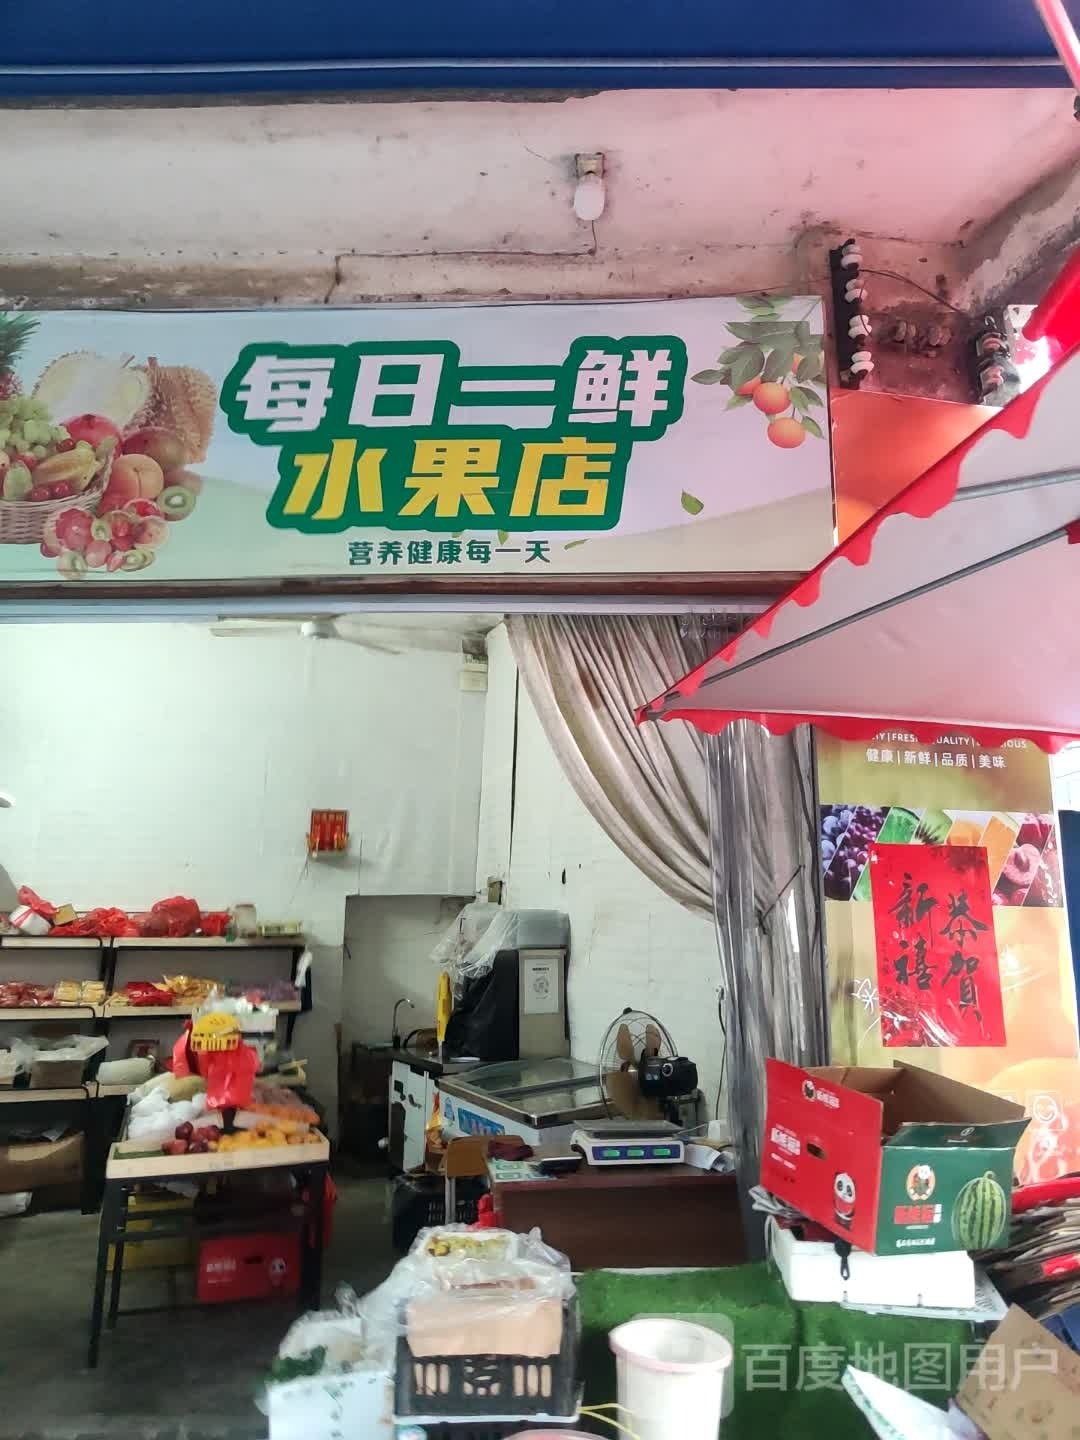 每日二鲜
水果店
营养健康每一天
健康|新鲜|品质|美味
恭贺
新禧
百度地图用户